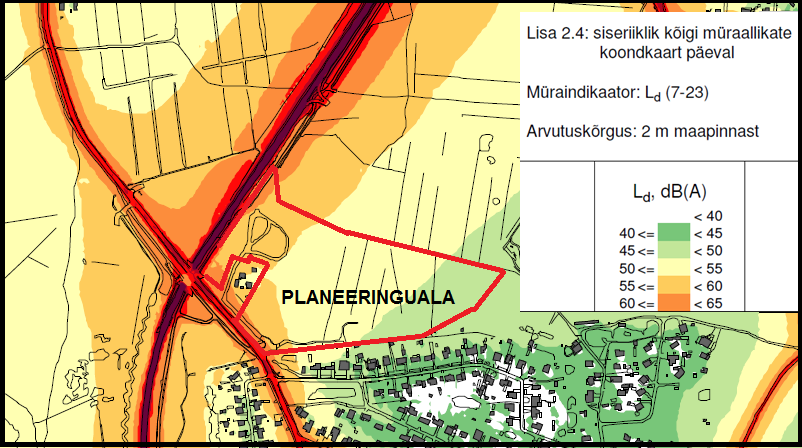 Lisa 2.4: siseriiklik kõigi müraallikate
koondkaart päeval
Müraindikaator: Ld (7-23)
Arvutuskõrgus: 2 m maapinnast
Ld, dB(A)
< 40
40 <= < 45
45 <= < 50
50 <= < 55
55 <= < 60
60 <= < 65
PLANEERINGUALA